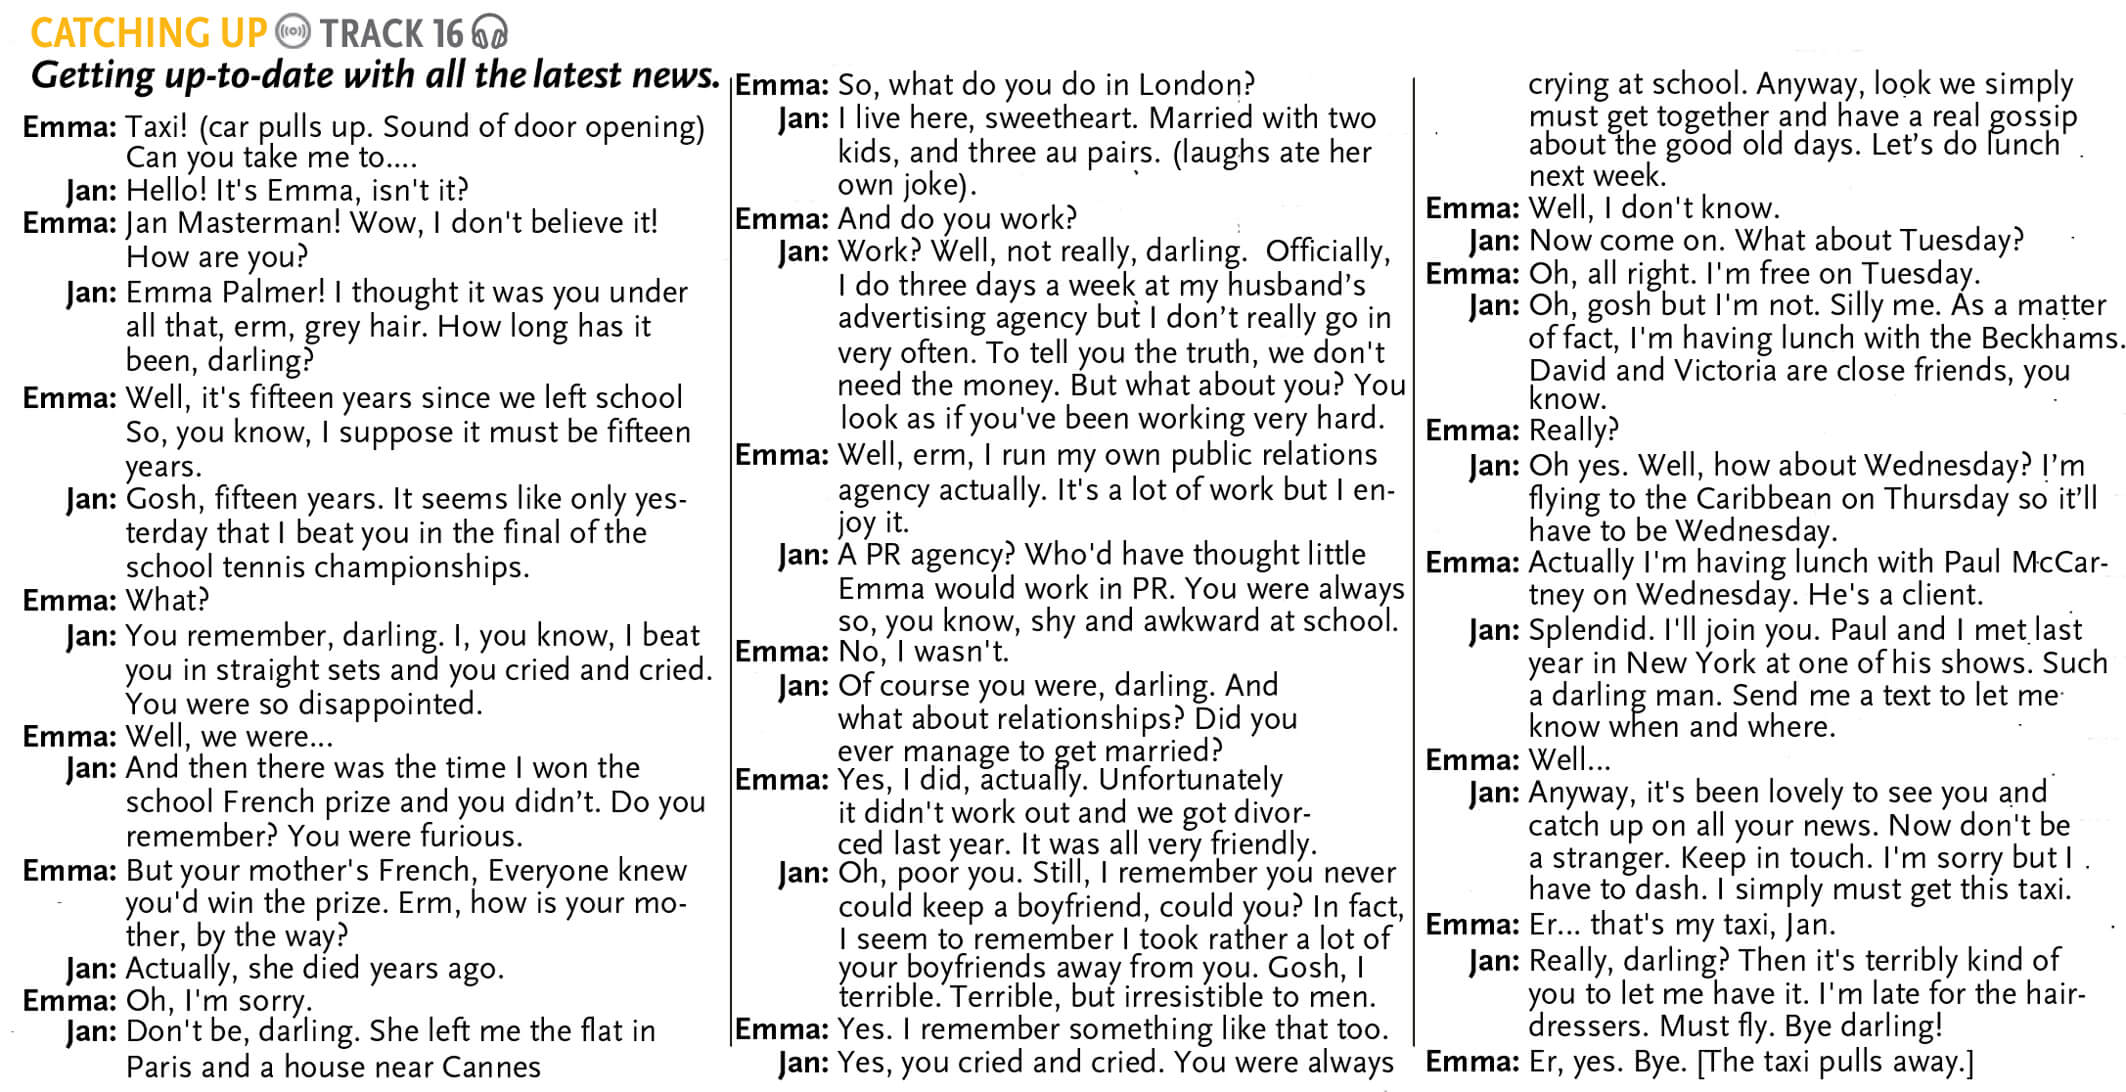 CATCHING UP TRACK 16
Getting up-to-date with all the latest news.
Emma: Taxi! (car pulls up. Sound of door opening)
Can you take me to....
Jan: Hello! It's Emma, isn't it?
Emma: Jan Masterman! Wow, I don't believe it!
How are you?
Jan: Emma Palmer! I thought it was you under
all that, erm, grey hair. How long has it
been, darling?
Emma: Well, it's fifteen years since we left school
So, you know, I suppose it must be fifteen
years.
Jan: Gosh, fifteen years. It seems like only yes-
terday that I beat you in the final of the
school tennis championships.
Emma: What?
Jan: You remember, darling. I, you know, I beat
you in straight sets and you cried and cried.
You were so disappointed.
Emma: Well, we were...
Jan: And then there was the time I won the
school French prize and you didn't. Do you
remember? You were furious.
Emma: But your mother's French, Everyone knew
you'd win the prize. Erm, how is your mo-
ther, by the way?
Jan: Actually, she died years ago.
Emma: Oh, I'm sorry.
Jan: Don't be, darling. She left me the flat in
Paris and a house near Cannes
Emma: So, what do you do in London?
Jan: I live here, sweetheart. Married with two
kids, and three au pairs. (laughs ate her
own joke).
Emma: And do you work?
Jan: Work? Well, not really, darling. Officially,
I do three days a week at my husband's
advertising agency but I don't really go in
very often. To tell you the truth, we don't
need the money. But what about you? You
look as if you've been working very hard.
Emma: Well, erm, I run my own public relations
agency actually. It's a lot of work but I en-
joy it.
Jan: A PR agency? Who'd have thought little
Emma would work in PR. You were always
so, you know, shy and awkward at school.
Emma: No, I wasn't.
Jan: Of course you were, darling. And
what about relationships? Did you
ever manage to get married?
Emma: Yes, I did, actually. Unfortunately
it didn't work out and we got divor-
ced last year. It was all very friendly.
Jan: Oh, poor you. Still, I remember you never
could keep a boyfriend, could you? In fact,
I seem to remember I took rather a lot of
your boyfriends away from you. Gosh, I
terrible. Terrible, but irresistible to men.
Emma: Yes. I remember something like that too.
Jan: Yes, you cried and cried. You were always
crying at school. Anyway, look we simply
must get together and have a real gossip
about the good old days. Let's do lunch
next week.
Emma: Well, I don't know.
Jan: Now come on. What about Tuesday?
Emma: Oh, all right. I'm free on Tuesday.
Jan: Oh, gosh but I'm not. Silly me. As a matter
of fact, I'm having lunch with the Beckhams.
David and Victoria are close friends, you
know.
Emma: Really?
Jan: Oh yes. Well, how about Wednesday? I'm
flying to the Caribbean on Thursday so it'll
have to be Wednesday.
Emma: Actually I'm having lunch with Paul McCar-
tney on Wednesday. He's a client.
Jan: Splendid. I'll join you. Paul and I met last
year in New York at one of his shows. Such
a darling man. Send me a text to let me
know when and where.
Emma: Well...
Jan: Anyway, it's been lovely to see you and
catch up on all your news. Now don't be
a stranger. Keep in touch. I'm sorry but I
have to dash. I simply must get this taxi.
Emma: Er... that's my taxi, Jan.
Jan: Really, darling? Then it's terribly kind of
you to let me have it. I'm late for the hair-
dressers. Must fly. Bye darling!
Emma: Er, yes. Bye. [The taxi pulls away.]